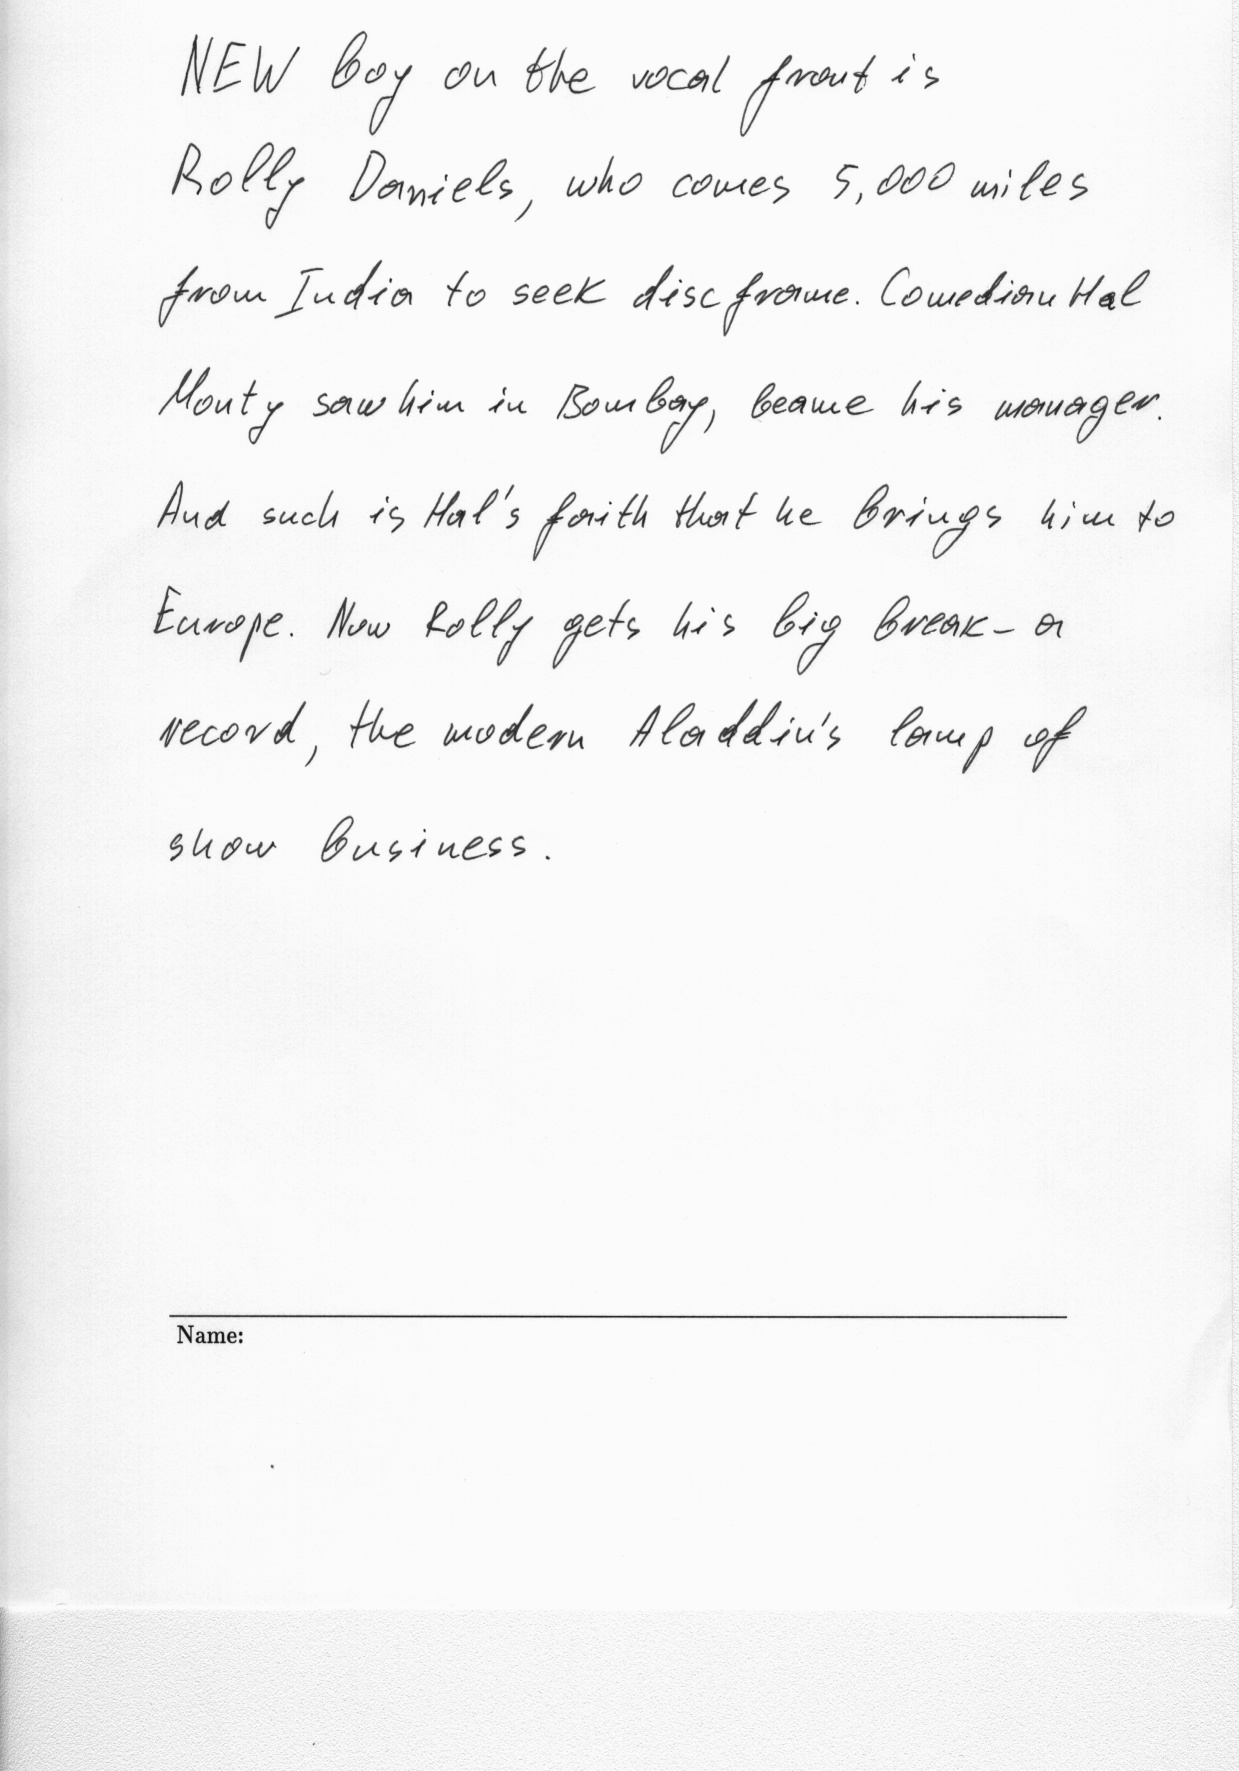 NEW boy on the vocal front is
Rolly Daniels, who comes 5,000 miles
from India to seek disc frame. Comedian Hal
Monty saw him in Bombay, beame his manager.
And such is Hal's faith that he brings him to
Europe. Now Rolly gets his big break - a
record, the modern Aladdin's lamp of
show business.
Name: